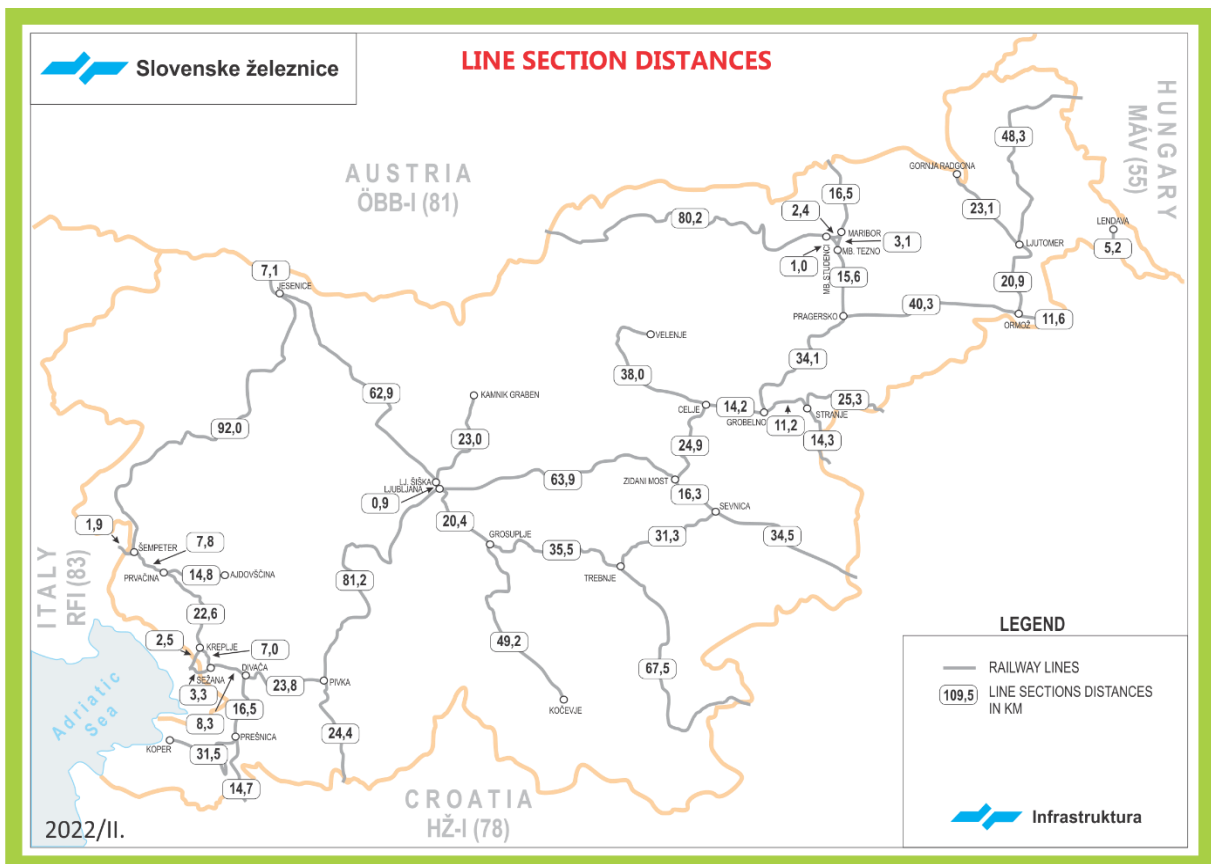 Slovenske železnice
LINE SECTION DISTANCES
AUSTRIA
ÖBB-I (81)
HUNGARY
MÁV (55)
48,3
GORNJA RADGONA
16,5
23,1
2,4
80,2
MARIBOR
3,1
LENDAVA
5,2
LJUTOMER
MB. TEZNO
1,0
MB. ŠTUDENCI
15,6
20,9
7,1
JESENICE
40,3
PRAGERSKO
ORMOŽ
11,6
VELENJE
34,1
38,0
62,9
KAMNIK GRABEN
25,3
CELJE
14,2
GROBELNO
STRANJE
11,2
14,3
92,0
23,0
24,9
63,9
LJ. ŠIŠKA
LJUBLJANA
ZIDANI MOST
16,3
0,9
SEVNICA
20,4
1,9
7,8
GROSUPLJE
35,5
31,3
34,5
ŠEMPETER
ITALY
RFI (83)
PRVAČINA
14,8
AJDOVŠČINA
81,2
TREBNJE
22,6
2,5
KREPLJE
7,0
49,2
LEGEND
RAILWAY LINES
109,5
LINE SECTIONS DISTANCES
IN KM
SEŽANA
DIVAČA
23,8
PIVKA
67,5
3,3
KOČEVJE
Adriatic
Sea
8,3
16,5
24,4
PREŠNICA
KOPER
31,5
14,7
CROATIA
HŽ-I (78)
Infrastruktura
2022/II.